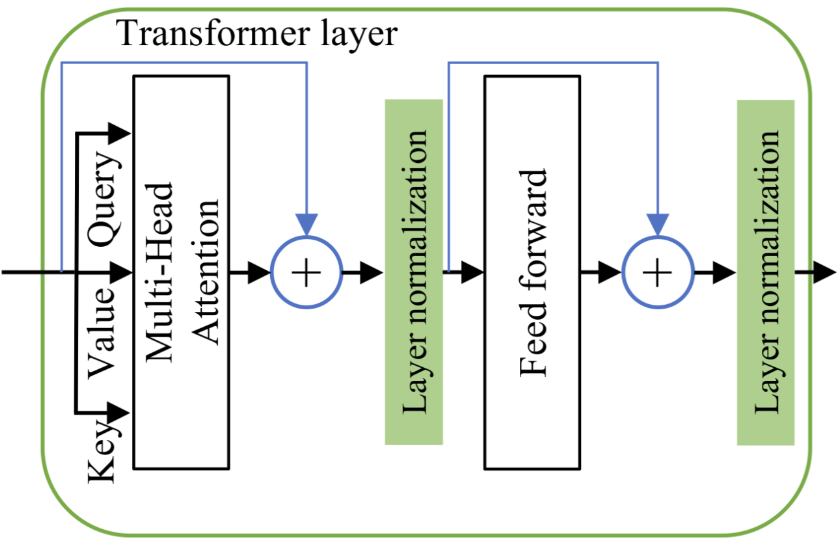 Transformer layer
Query
Value
Key
Multi-Head
Attention
+
Layer normalization
Feed forward
+
Layer normalization